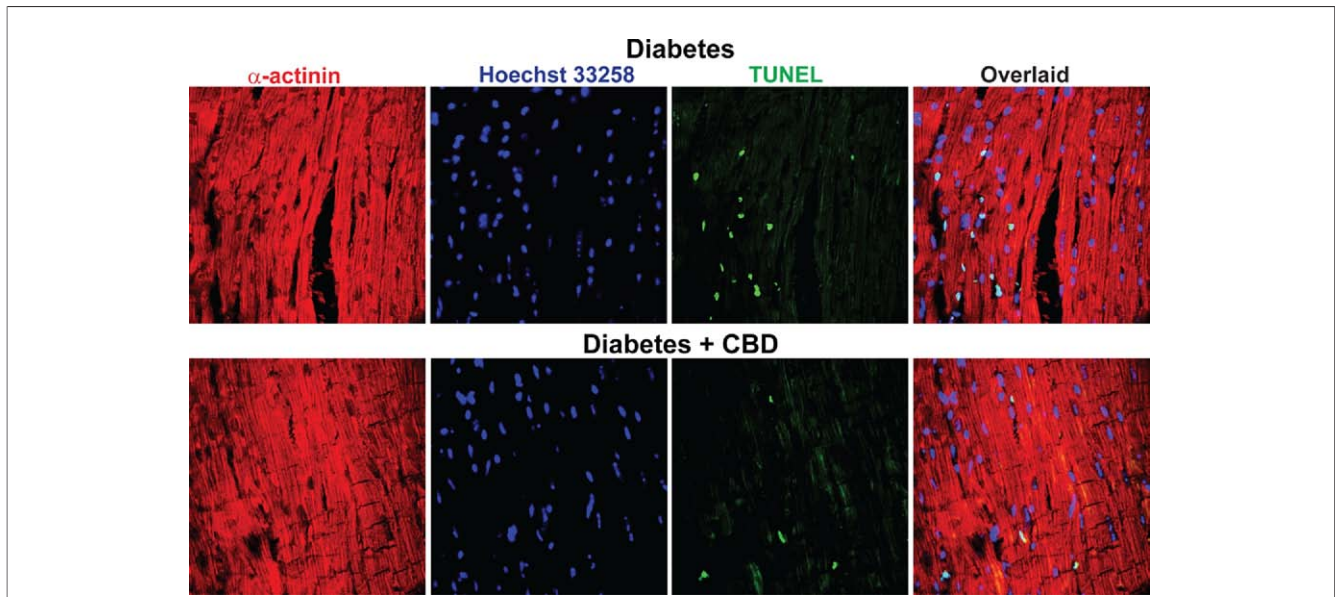 Diabetes
α-actinin Hoechst 33258 TUNEL Overlaid
Diabetes + CBD